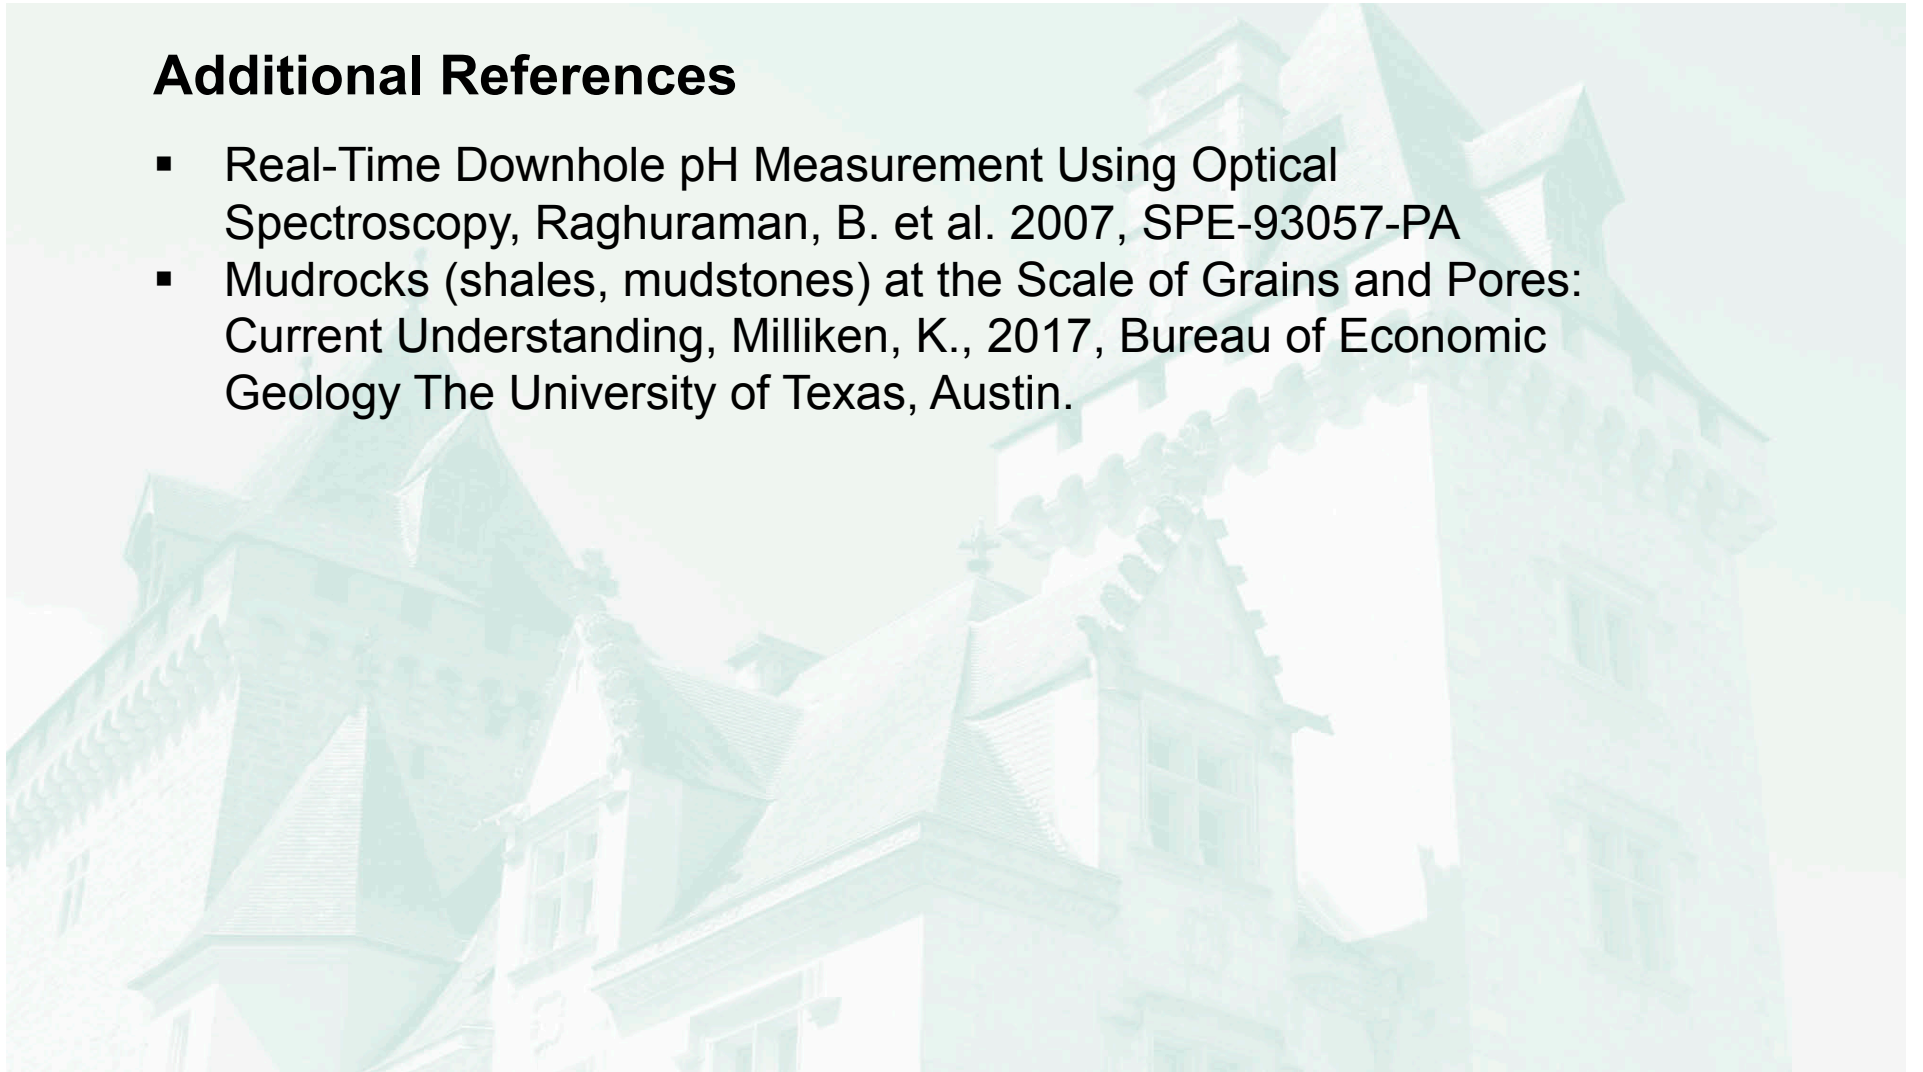 Additional References
▪ Real-Time Downhole pH Measurement Using Optical
Spectroscopy, Raghuraman, B. et al. 2007, SPE-93057-PA
▪ Mudrocks (shales, mudstones) at the Scale of Grains and Pores:
Current Understanding, Milliken, K., 2017, Bureau of Economic
Geology The University of Texas, Austin.